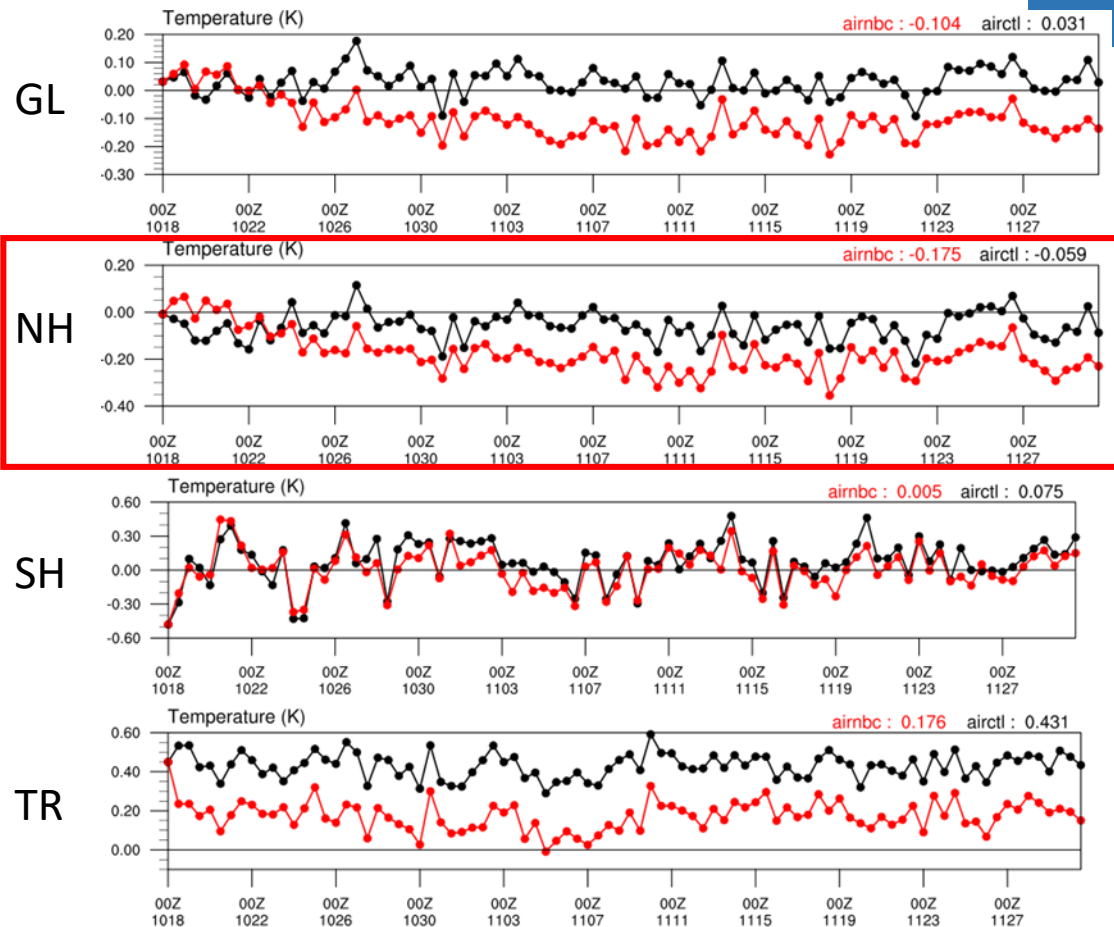 Temperature (K) airnbc : -0.104 airctl : 0.031
GL
0.20
0.10
0.00
-0.10
-0.20
-0.30
00Z 00Z 00Z 00Z 00Z 00Z 00Z 00Z 00Z 00Z 00Z
1018 1022 1026 1030 1103 1107 1111 1115 1119 1123 1127
Temperature (K) airnbc : -0.175 airctl : -0.059
NH
0.20
0.00
-0.20
-0.40
00Z 00Z 00Z 00Z 00Z 00Z 00Z 00Z 00Z 00Z 00Z
1018 1022 1026 1030 1103 1107 1111 1115 1119 1123 1127
Temperature (K) airnbc : 0.005 airctl : 0.075
SH
0.60
0.30
0.00
-0.30
-0.60
00Z 00Z 00Z 00Z 00Z 00Z 00Z 00Z 00Z 00Z 00Z
1018 1022 1026 1030 1103 1107 1111 1115 1119 1123 1127
Temperature (K) airnbc : 0.176 airctl : 0.431
TR
0.60
0.40
0.20
0.00
00Z 00Z 00Z 00Z 00Z 00Z 00Z 00Z 00Z 00Z 00Z
1018 1022 1026 1030 1103 1107 1111 1115 1119 1123 1127